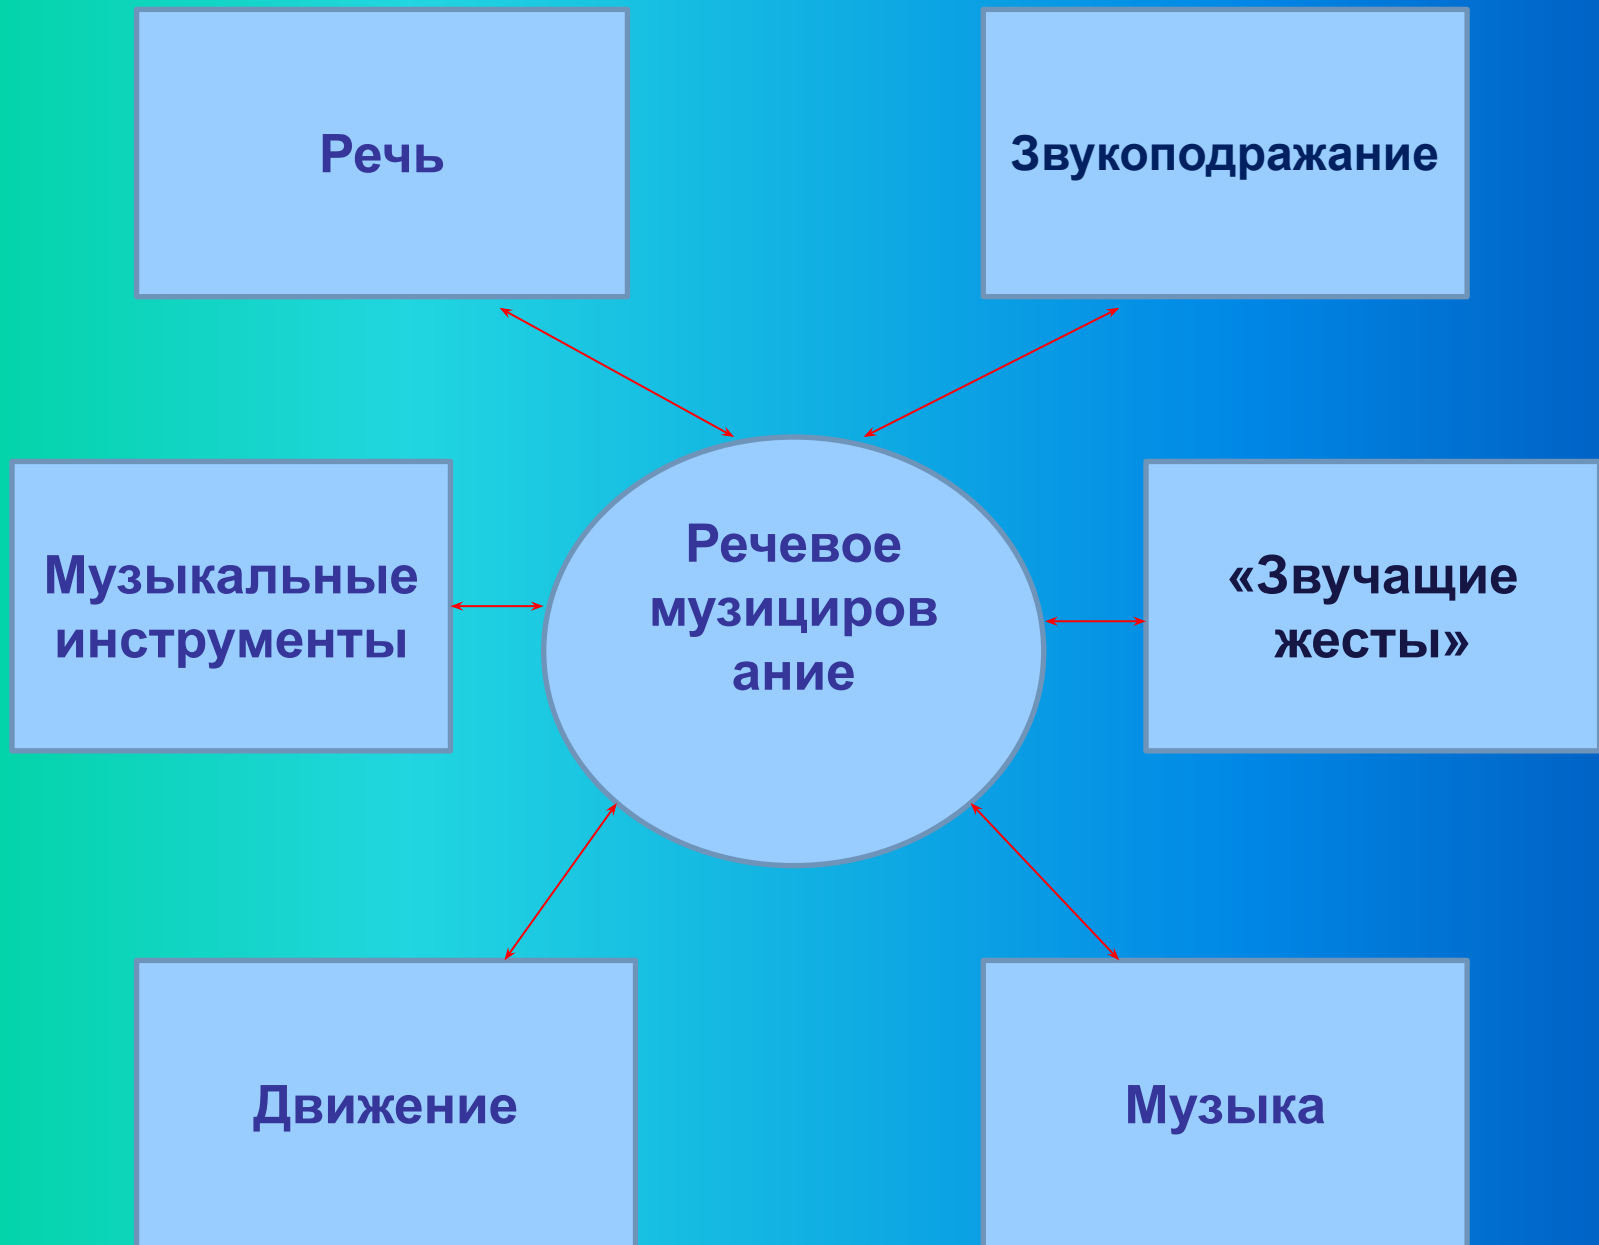 Речь
Звукоподражание
Музыкальные
инструменты
Речевое
музициров
ание
«Звучащие
жесты»
Движение
Музыка